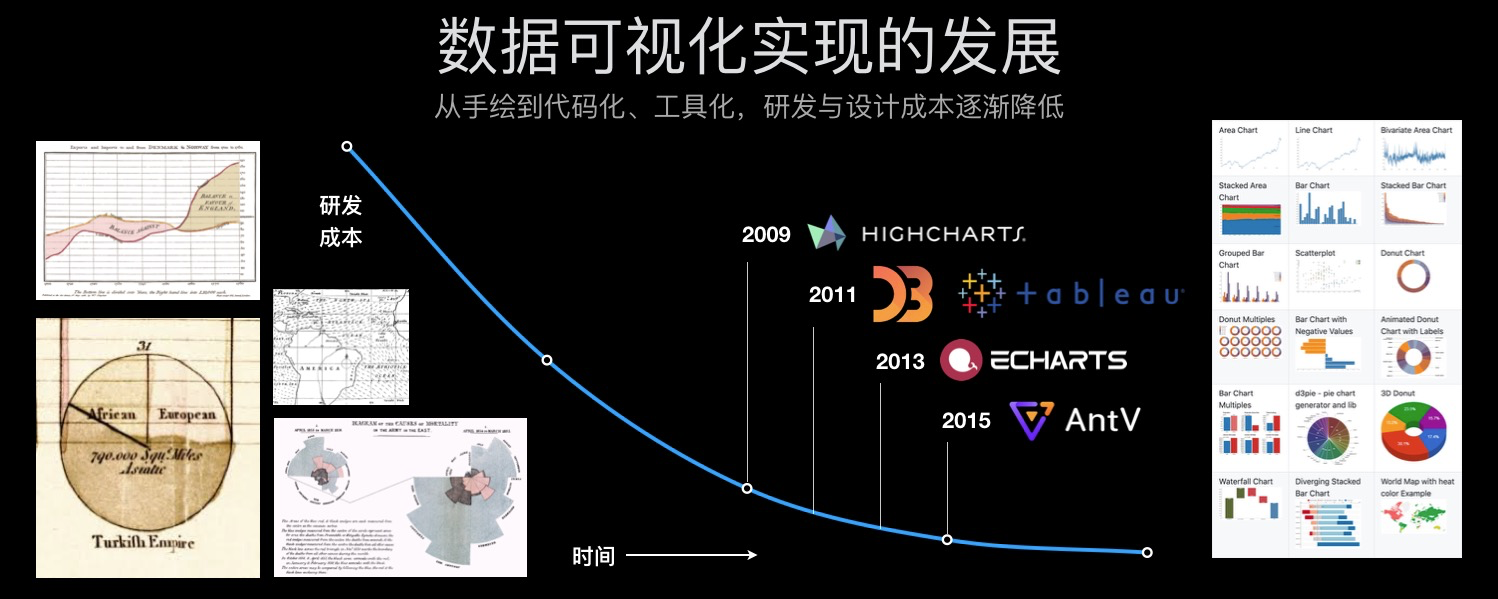 数据可视化实现的发展
从手绘到代码化、工具化，研发与设计成本逐渐降低
Exports and Imports to and from DENMARK & NORWAY from 1700 to 1780.
BALANCE in
FAVOUR of
ENGLAND.
BALANCE AGAINST
研发
成本
2009 HIGHCHARTS
2011 D3 +tableau
2013 ECHARTS
2015 AntV
时间
AMERICA
31
African European
790.000 Squ. Miles
Asiatic
Turkish Empire
DIAGRAM OF THE CAUSES OF MORTALITY
IN THE ARMY IN THE EAST.
Area Chart
Line Chart
Bivariate Area Chart
Stacked Area
Chart
Bar Chart
Stacked Bar Chart
Grouped Bar
Chart
Scatterplot
Donut Chart
Donut Multiples
Bar Chart with
Negative Values
Animated Donut
Chart with Labels
Bar Chart
Multiples
d3pie - pie chart
generator and lib
3D Donut
Waterfall Chart
Diverging Stacked
Bar Chart
World Map with heat
color Example